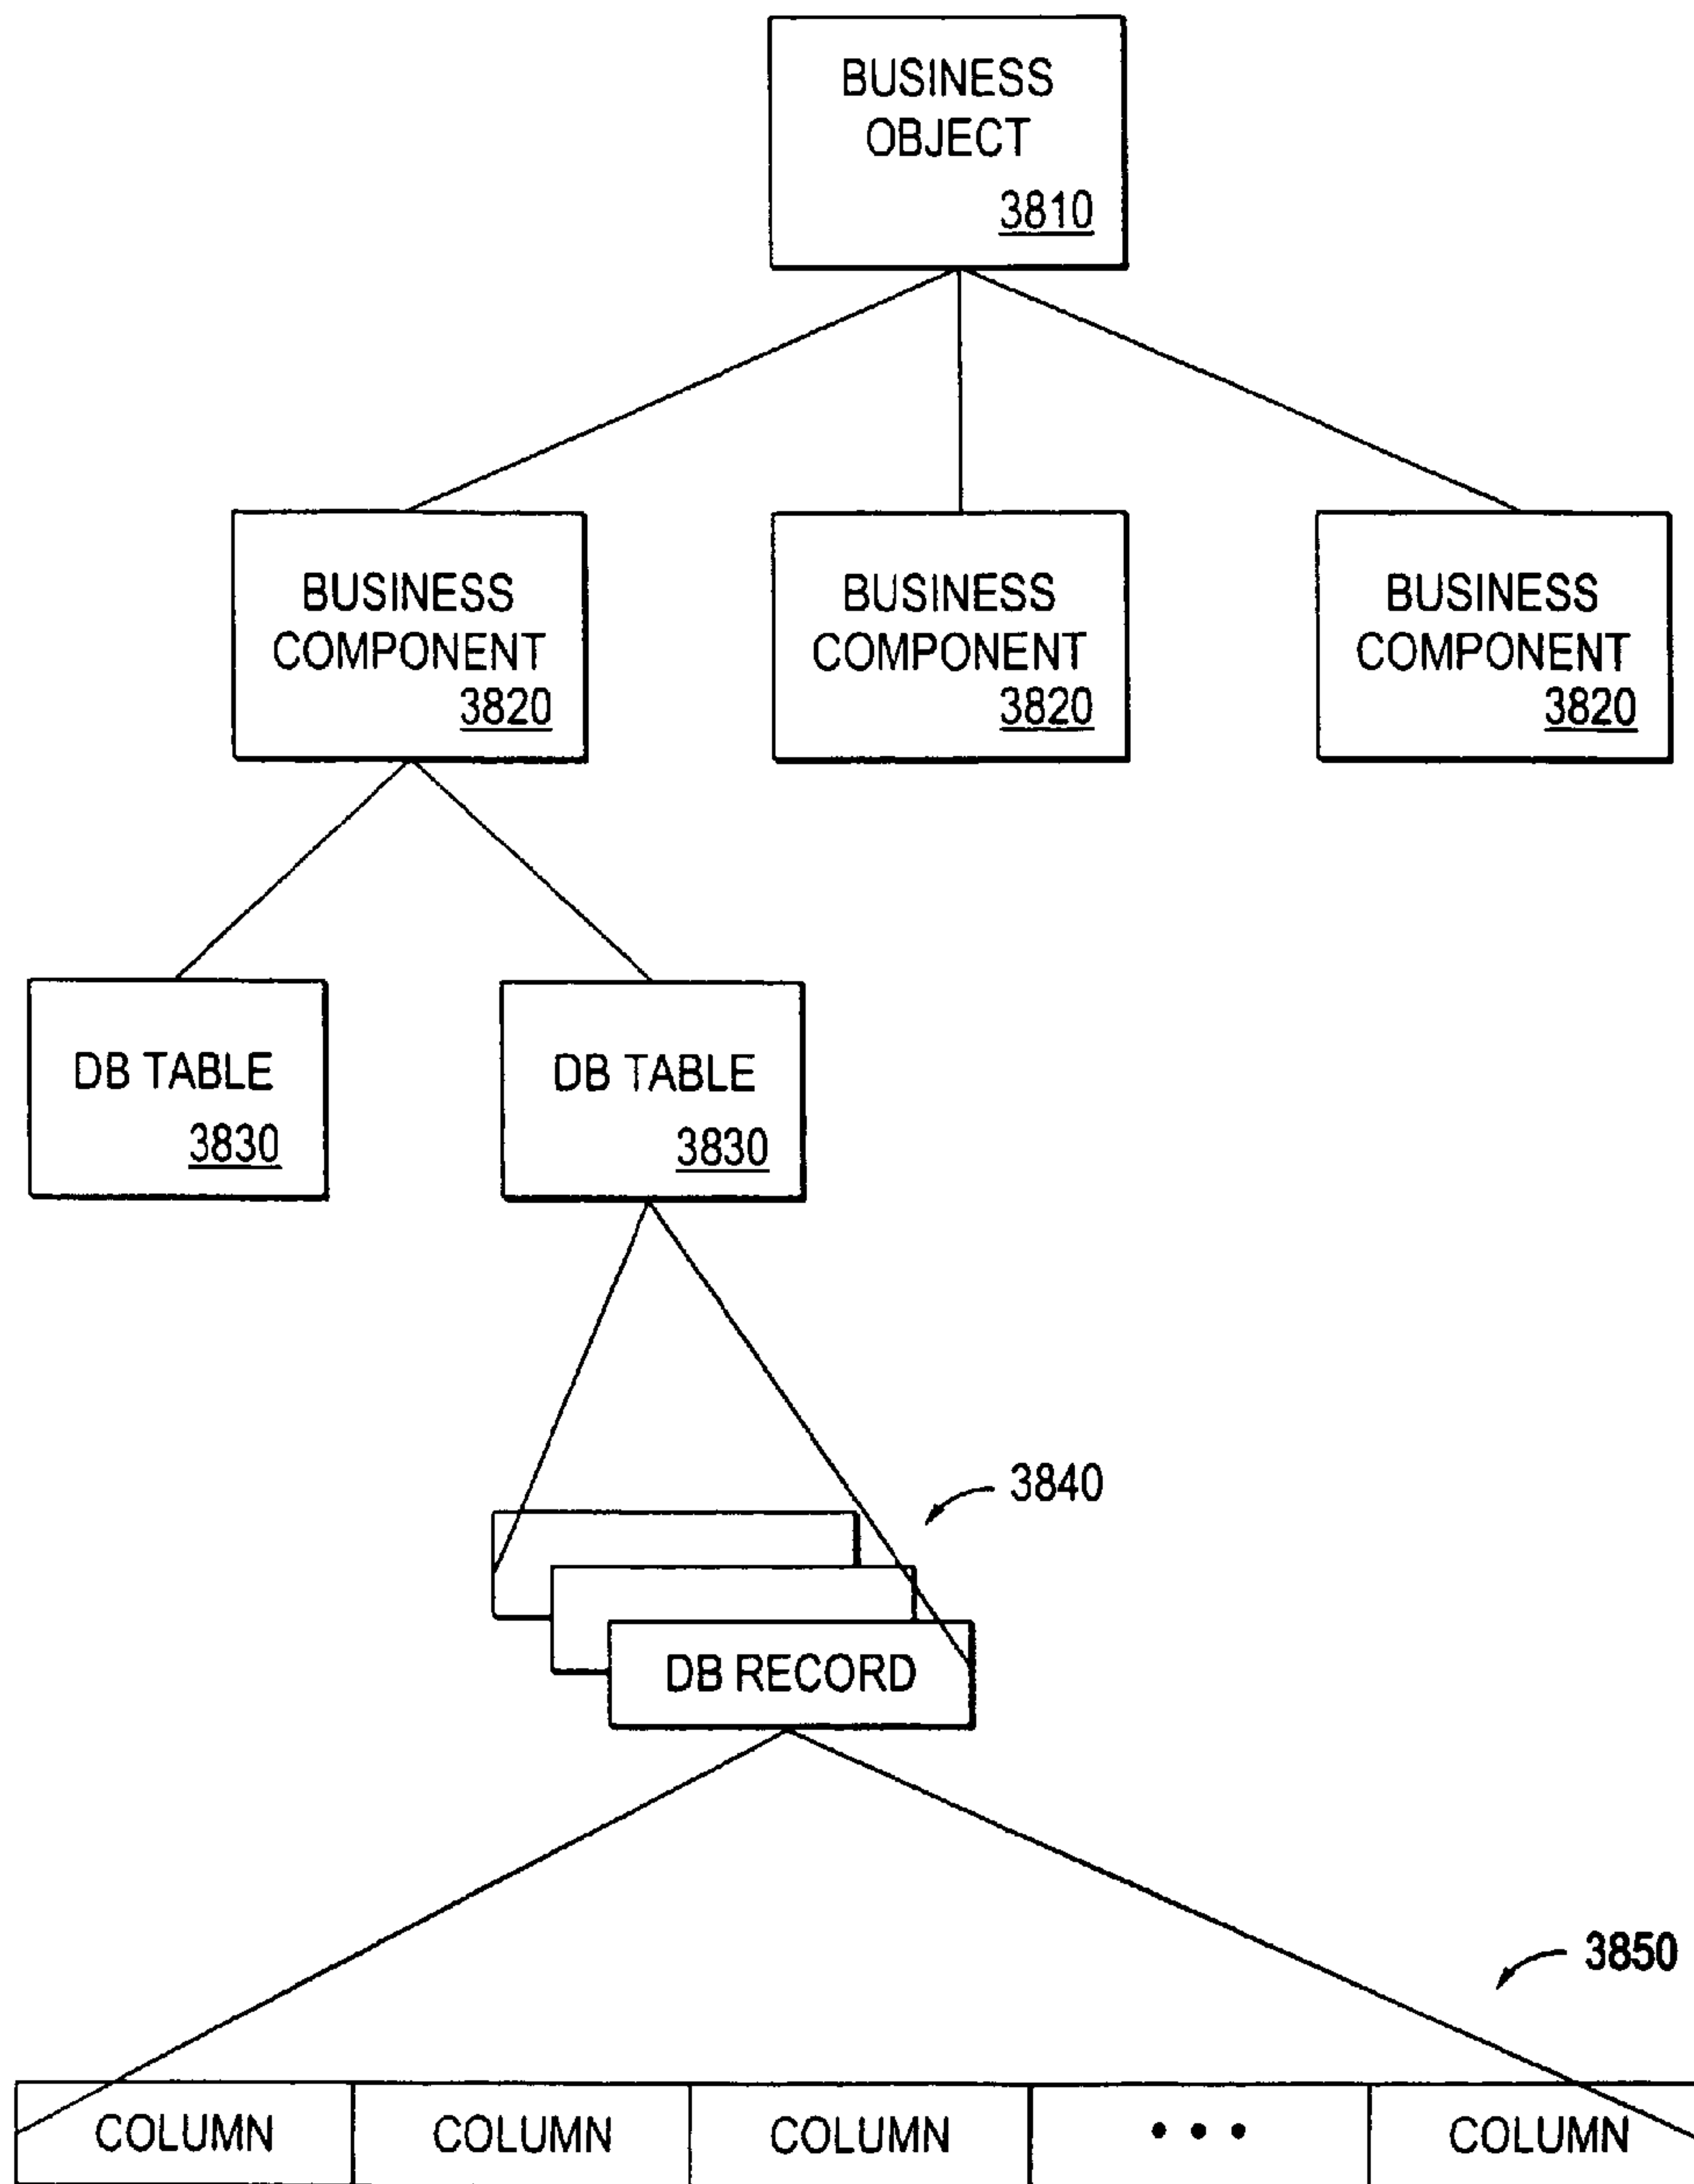 BUSINESS
OBJECT
3810
BUSINESS
COMPONENT
3820
BUSINESS
COMPONENT
3820
BUSINESS
COMPONENT
3820
DB TABLE
3830
DB TABLE
3830
3840
DB RECORD
3850
COLUMN COLUMN COLUMN • • • COLUMN